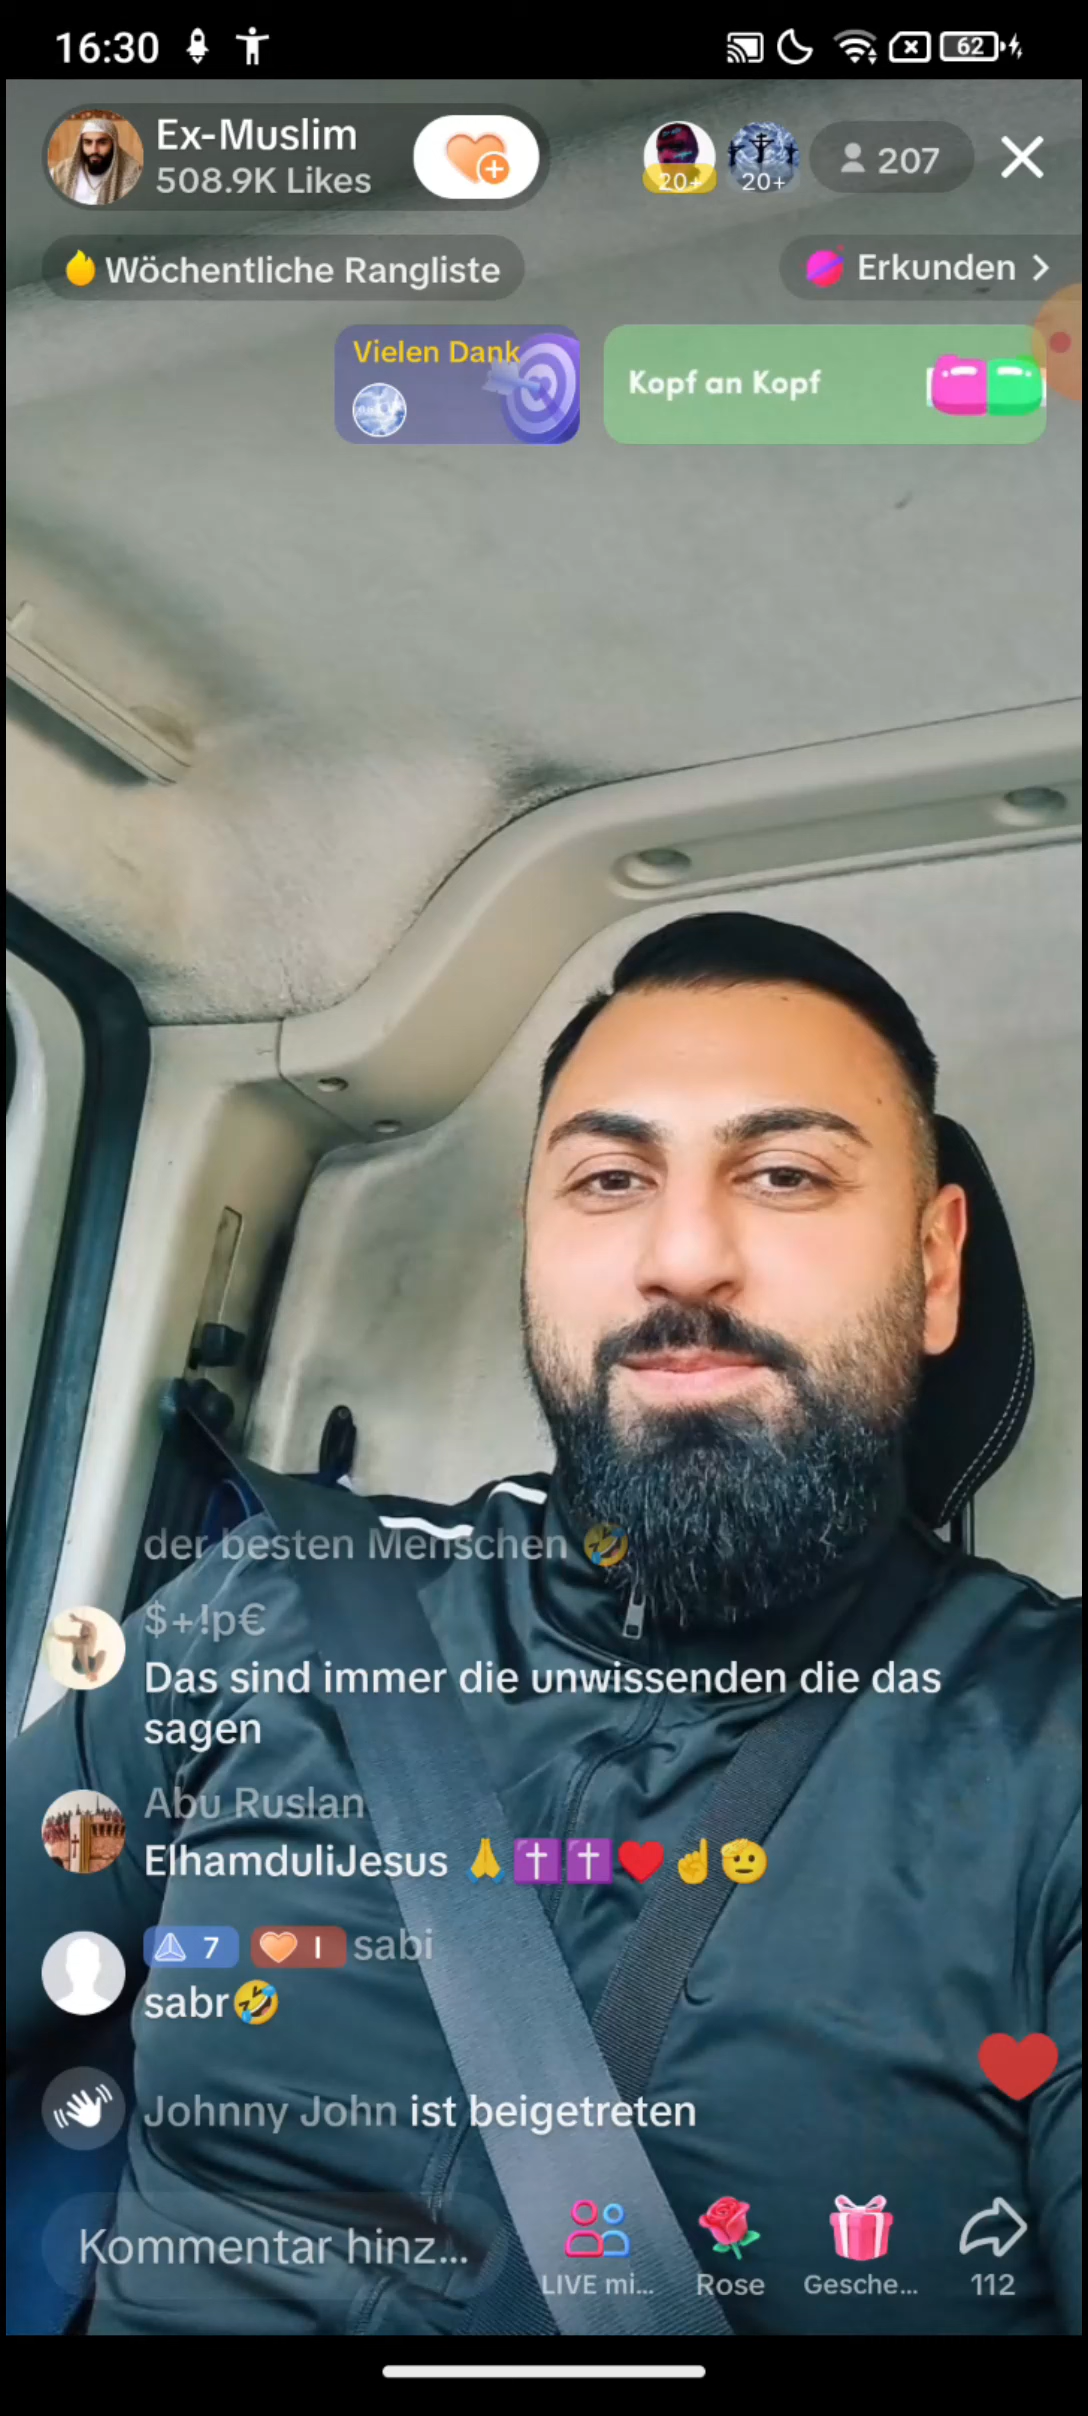 16:30
62
Ex-Muslim
508.9K Likes
20+
20+
207
Wöchentliche Rangliste
Erkunden
Vielen Dank
Kopf an Kopf
der besten Menschen 🤣
$+!p€
Das sind immer die unwissenden die das
sagen
Abu Ruslan
ElhamduliJesus 🙏✝️✝️❤️☝️🫡
7 I sabi
sabr🤣
Johnny John ist beigetreten
Kommentar hinz...
LIVE mi...
Rose
Gesche...
112